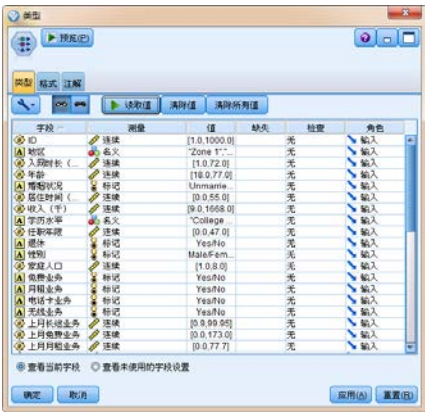 类型
预览(P)
类型 格式 注解
读取值 清除值 清除所有值
字段 测量 值 缺失 检查 角色
ID 连续 [1.0,1000.0] 无 输入
地区 名义 "Zone 1","... 无 输入
入网时长（... 连续 [1.0,72.0] 无 输入
年龄 连续 [18.0,77.0] 无 输入
婚姻状况 标记 Unmarrie... 无 输入
居住时间（... 连续 [0.0,55.0] 无 输入
收入（千） 连续 [9.0,1668.0] 无 输入
学历水平 名义 "College ... 无 输入
任职年限 连续 [0.0,47.0] 无 输入
退休 标记 Yes/No 无 输入
性别 标记 Male/Fem... 无 输入
家庭人口 连续 [1.0,8.0] 无 输入
免费业务 标记 Yes/No 无 输入
月租业务 标记 Yes/No 无 输入
电话卡业务 标记 Yes/No 无 输入
无线业务 标记 Yes/No 无 输入
上月长途业务 连续 [0.9,99.95] 无 输入
上月免费业务 连续 [0.0,173.0] 无 输入
上月月租业务 连续 [0.0,77.7] 无 输入
查看当前字段 查看未使用的字段设置
确定 取消 应用(A) 重置(R)